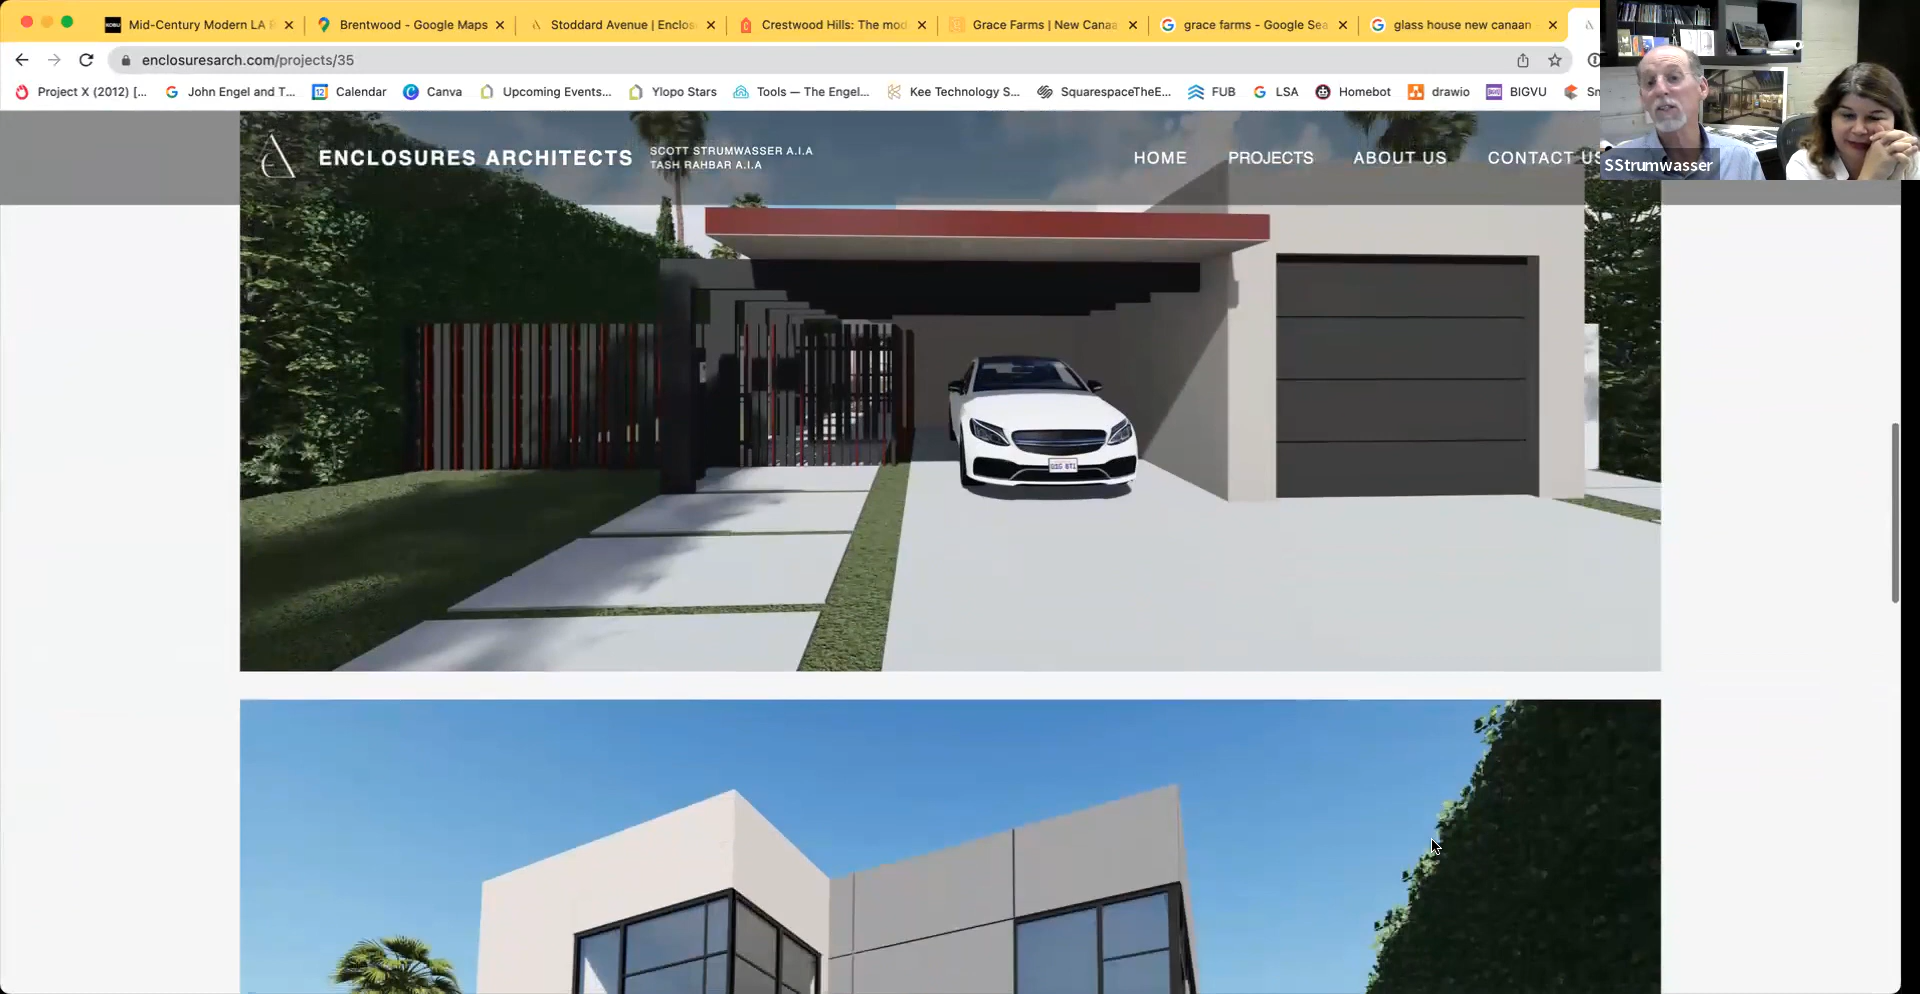 Mid-Century Modern LA R
Brentwood - Google Maps
Stoddard Avenue | Enclos
Crestwood Hills: The mod
Grace Farms | New Canaa
grace farms - Google Sea
glass house new canaan
enclosuresarch.com/projects/35
Project X (2012) [...
John Engel and T...
Calendar
Canva
Upcoming Events...
Ylopo Stars
Tools — The Engel...
Kee Technology S...
SquarespaceTheE...
FUB
LSA
Homebot
drawio
BIGVU
Sm
ENCLOSURES ARCHITECTS
SCOTT STRUMWASSER A.I.A
TASH RAHBAR A.I.A
HOME
PROJECTS
ABOUT US
CONTACT US
SStrumwasser